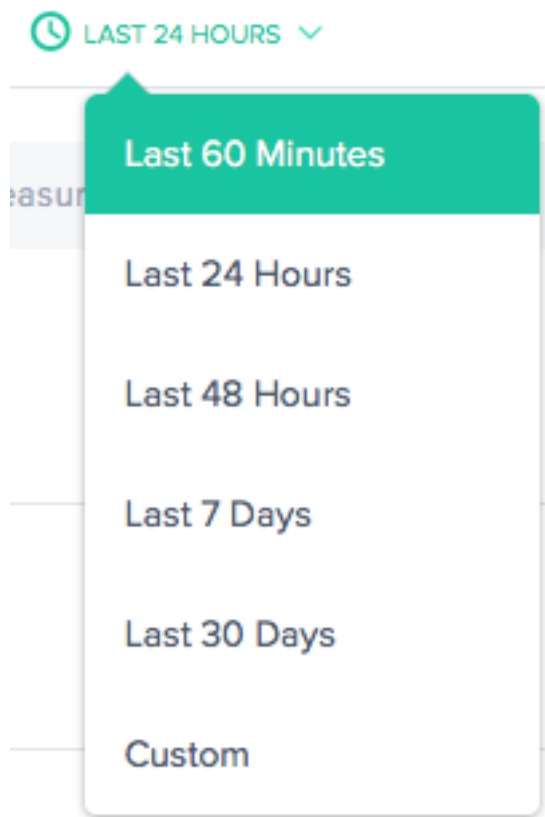 LAST 24 HOURS
Last 60 Minutes
Last 24 Hours
Last 48 Hours
Last 7 Days
Last 30 Days
Custom